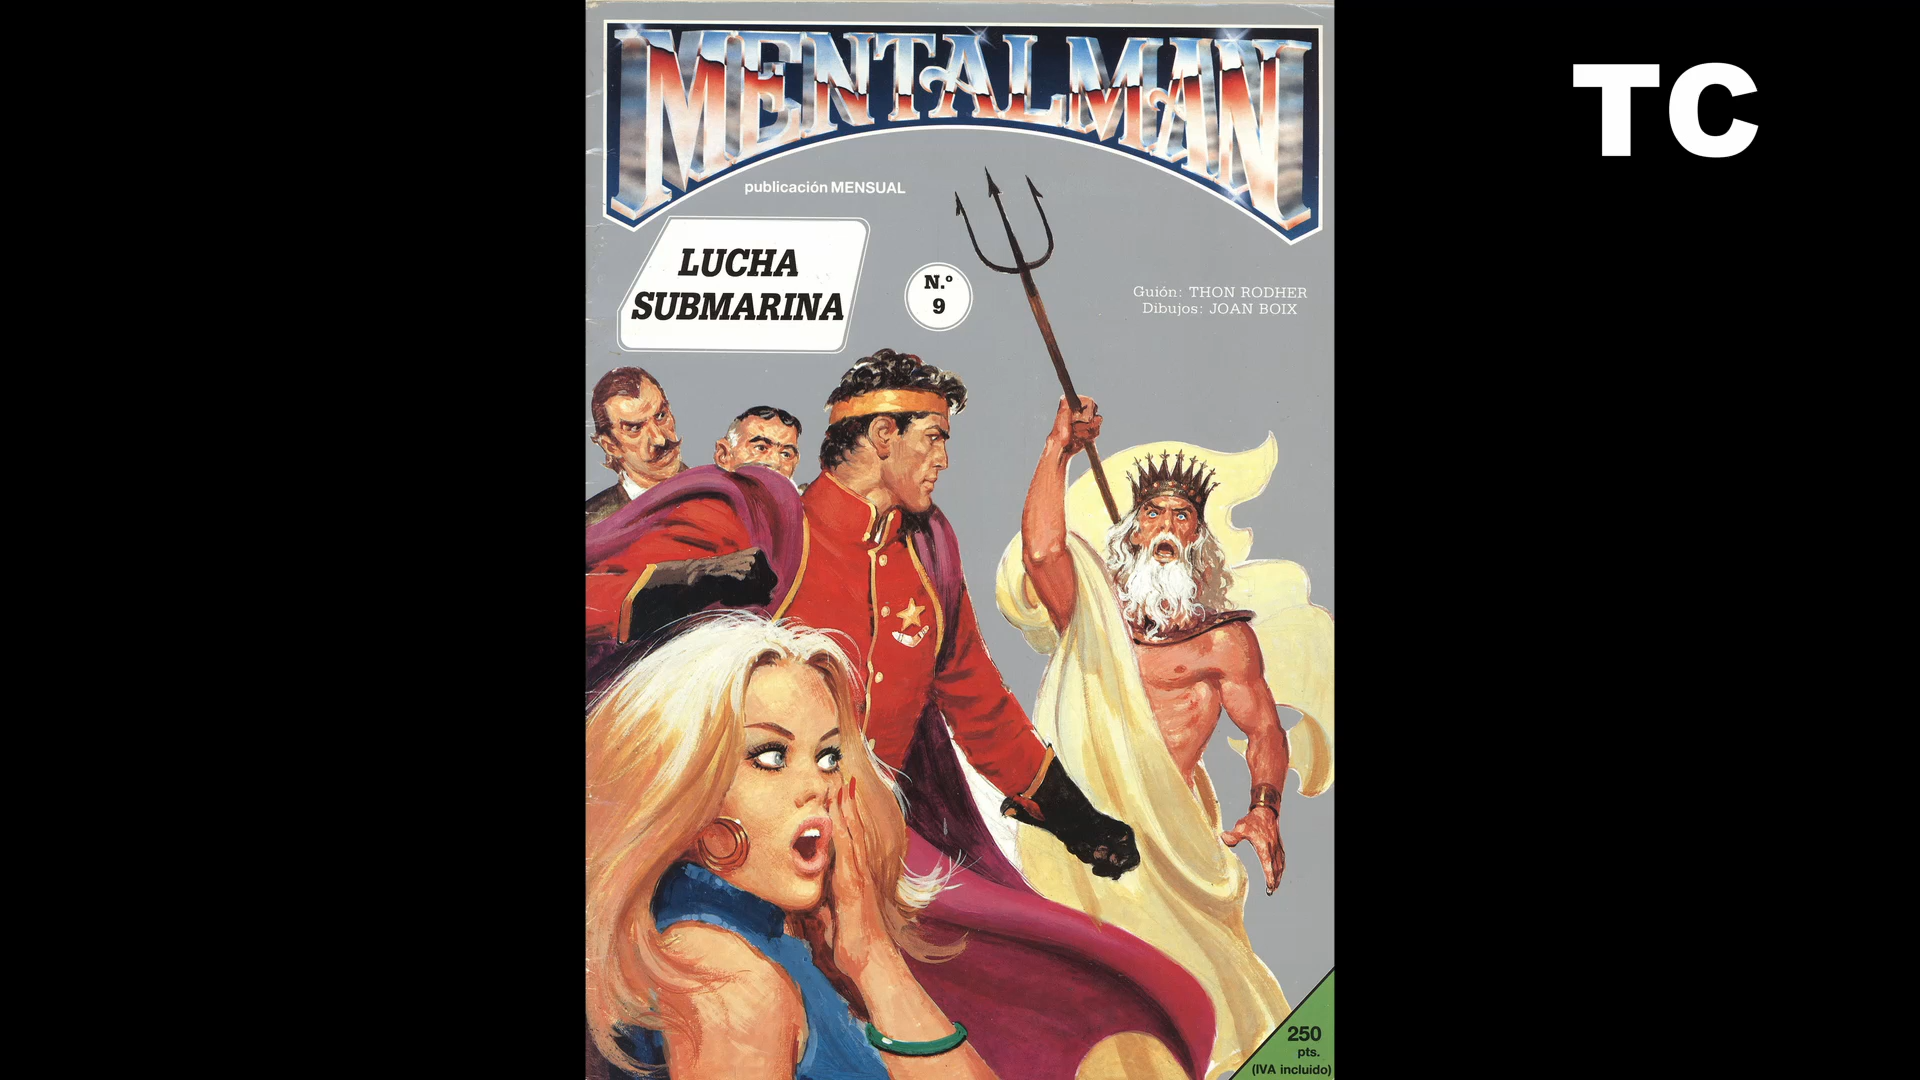 MENTALMAN
TC
publicación MENSUAL
LUCHA
SUBMARINA
N.º
9
Guión: THON RODHER
Dibujos: JOAN BOIX
250
pts.
(IVA incluido)